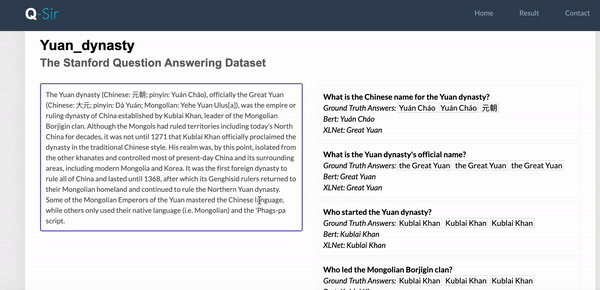 Q-Sir
Home Result Contact
Yuan_dynasty
The Stanford Question Answering Dataset
The Yuan dynasty (Chinese: 元朝; pinyin: Yuán Cháo), officially the Great Yuan
(Chinese: 大元; pinyin: Dà Yuán; Mongolian: Yehe Yuan Ulus[a]), was the empire or
ruling dynasty of China established by Kublai Khan, leader of the Mongolian
Borjigin clan. Although the Mongols had ruled territories including today's North
China for decades, it was not until 1271 that Kublai Khan officially proclaimed the
dynasty in the traditional Chinese style. His realm was, by this point, isolated from
the other khanates and controlled most of present-day China and its surrounding
areas, including modern Mongolia and Korea. It was the first foreign dynasty to
rule all of China and lasted until 1368, after which its Genghisid rulers returned to
their Mongolian homeland and continued to rule the Northern Yuan dynasty.
Some of the Mongolian Emperors of the Yuan mastered the Chinese language,
while others only used their native language (i.e. Mongolian) and the 'Phags-pa
script.
What is the Chinese name for the Yuan dynasty?
Ground Truth Answers: Yuán Cháo Yuán Cháo 元朝
Bert: Yuán Cháo
XLNet: Great Yuan
What is the Yuan dynasty's official name?
Ground Truth Answers: the Great Yuan the Great Yuan the Great Yuan
Bert: Great Yuan
XLNet: Great Yuan
Who started the Yuan dynasty?
Ground Truth Answers: Kublai Khan Kublai Khan Kublai Khan
Bert: Kublai Khan
XLNet: Kublai Khan
Who led the Mongolian Borjigin clan?
Ground Truth Answers: Kublai Khan Kublai Khan Kublai Khan
Bert: Kublai Khan